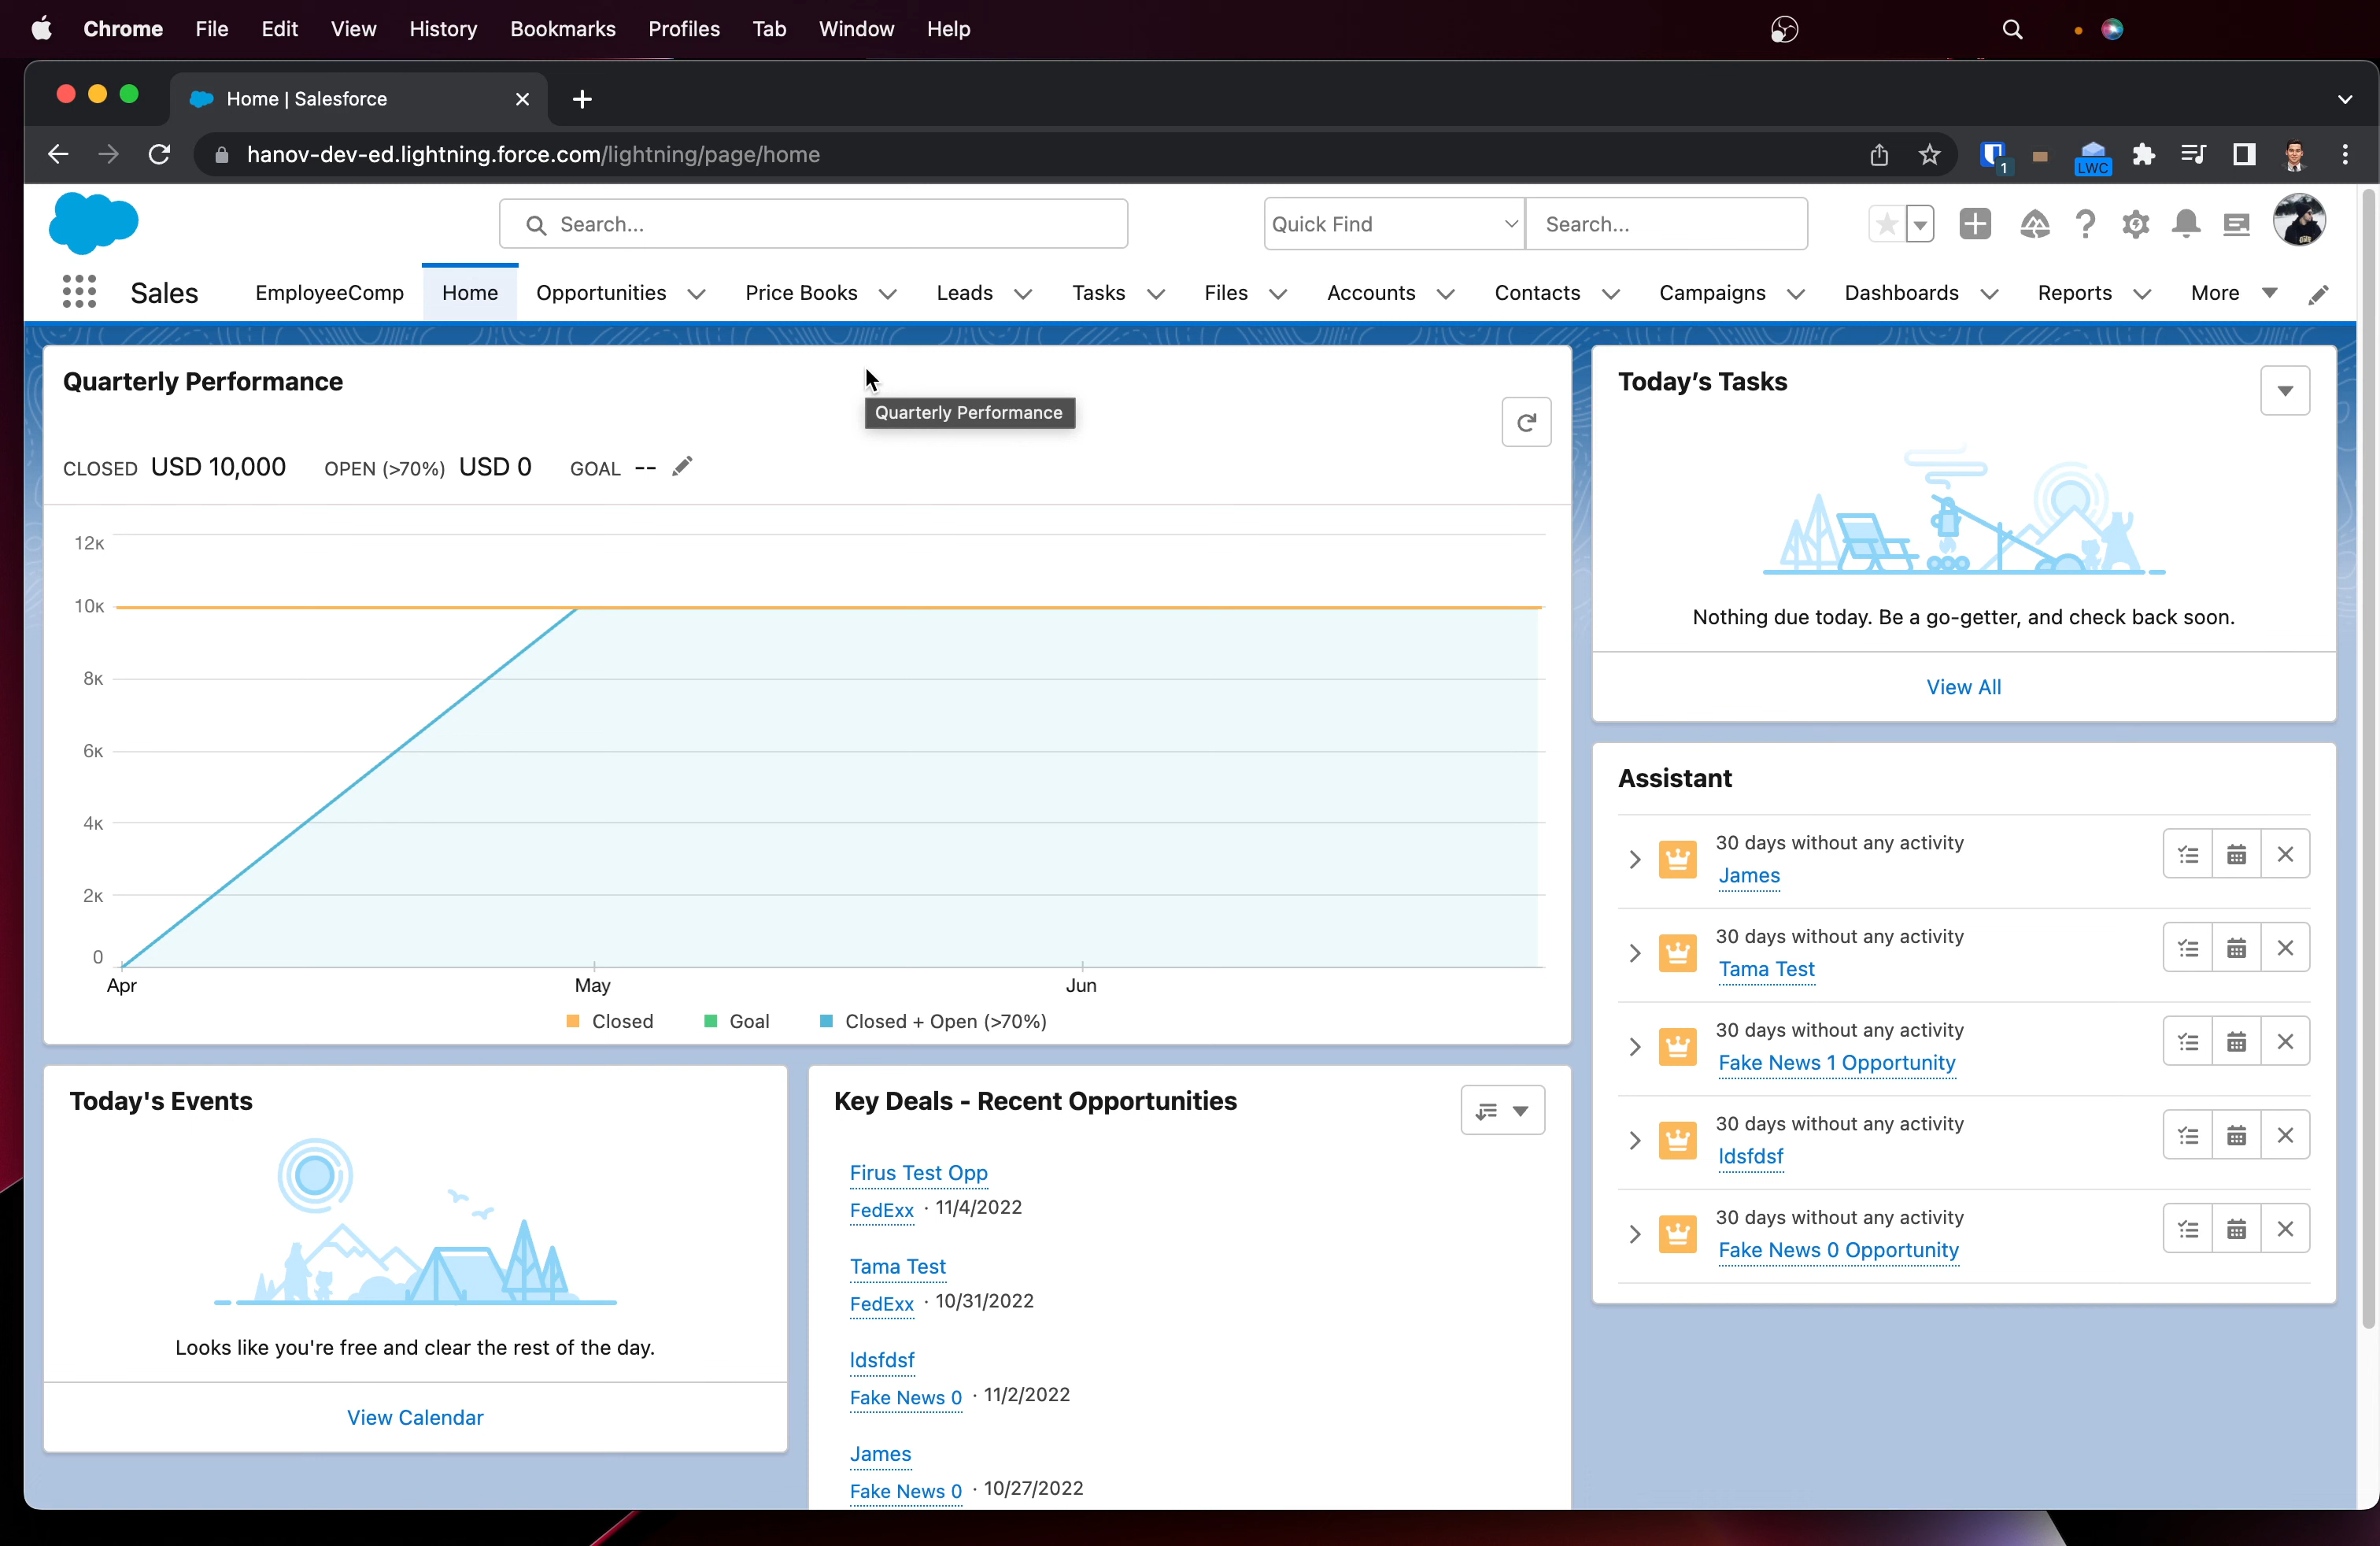 Chrome File Edit View History Bookmarks Profiles Tab Window Help
Home | Salesforce
hanov-dev-ed.lightning.force.com/lightning/page/home
1
LWC
Search...
Quick Find
Search...
Sales
EmployeeComp
Home
Opportunities
Price Books
Leads
Tasks
Files
Accounts
Contacts
Campaigns
Dashboards
Reports
More
Quarterly Performance
Quarterly Performance
CLOSED USD 10,000 OPEN (>70%) USD 0 GOAL --
12K
10K
8K
6K
4K
2K
0
Apr May Jun
Closed Goal Closed + Open (>70%)
Today's Events
Looks like you're free and clear the rest of the day.
View Calendar
Key Deals - Recent Opportunities
Firus Test Opp
FedExx · 11/4/2022
Tama Test
FedExx · 10/31/2022
ldsfdsf
Fake News 0 · 11/2/2022
James
Fake News 0 · 10/27/2022
Today’s Tasks
Nothing due today. Be a go-getter, and check back soon.
View All
Assistant
30 days without any activity
James
30 days without any activity
Tama Test
30 days without any activity
Fake News 1 Opportunity
30 days without any activity
ldsfdsf
30 days without any activity
Fake News 0 Opportunity